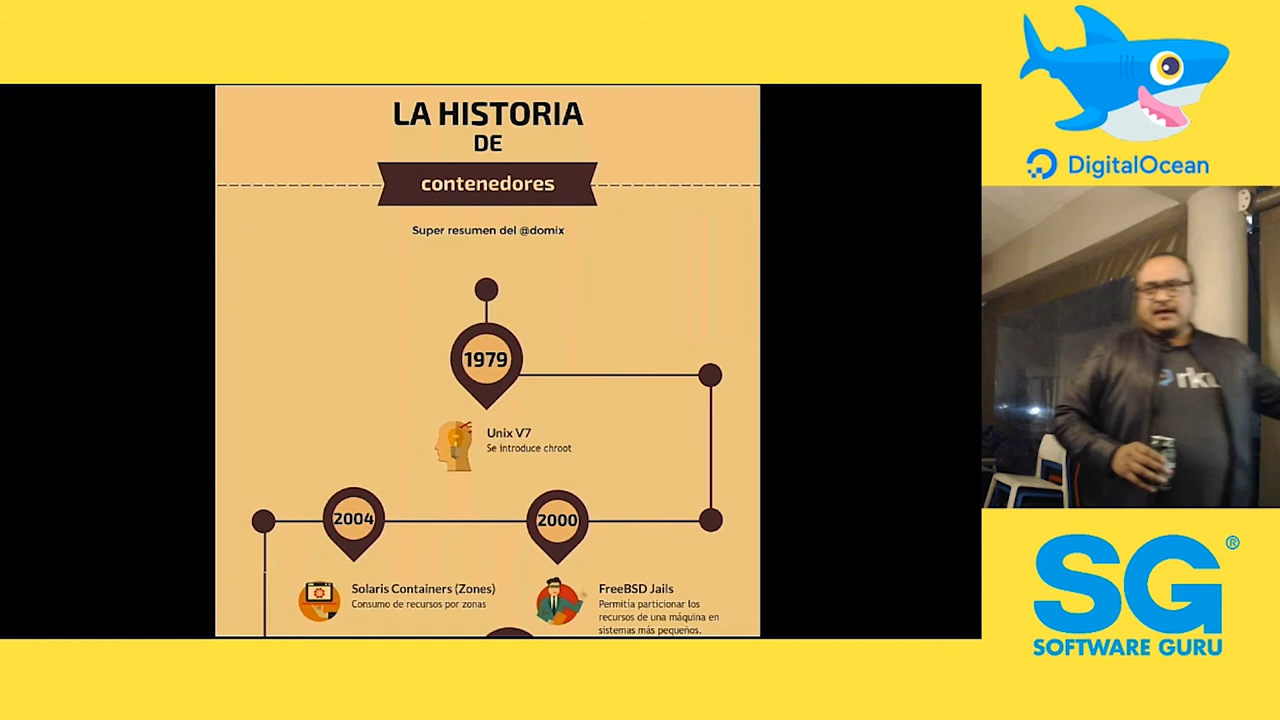 LA HISTORIA
DE
contenedores
Super resumen del @domix
1979
Unix V7
Se introduce chroot
2004
2000
Solaris Containers (Zones)
Consumo de recursos por zonas
FreeBSD Jails
Permitía particionar los
recursos de una máquina en
sistemas más pequeños.
DigitalOcean
rk
SG®
SOFTWARE GURU